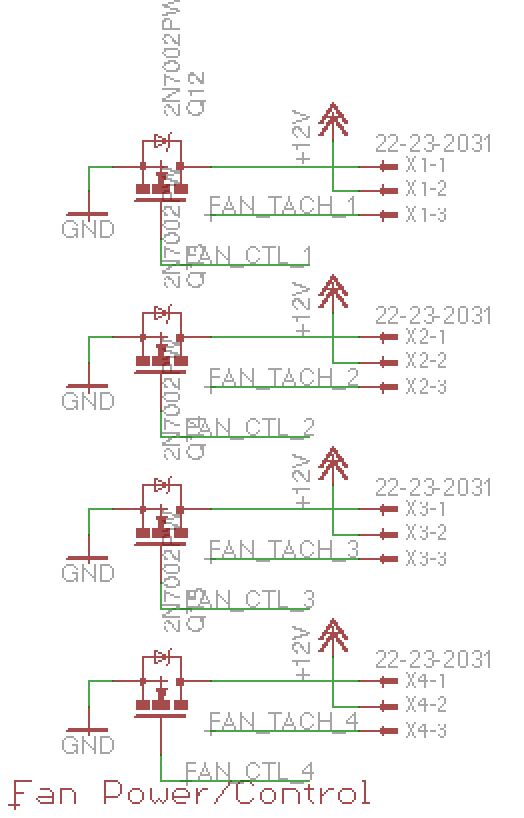 2N7002PW
Q12
+12V
22-23-2031
X1-1
X1-2
FAN_TACH_1
X1-3
GND
FAN_CTL_1
+12V
22-23-2031
X2-1
X2-2
FAN_TACH_2
X2-3
GND
FAN_CTL_2
+12V
22-23-2031
X3-1
X3-2
FAN_TACH_3
X3-3
GND
FAN_CTL_3
+12V
22-23-2031
X4-1
X4-2
FAN_TACH_4
X4-3
GND
FAN_CTL_4
Fan Power/Control